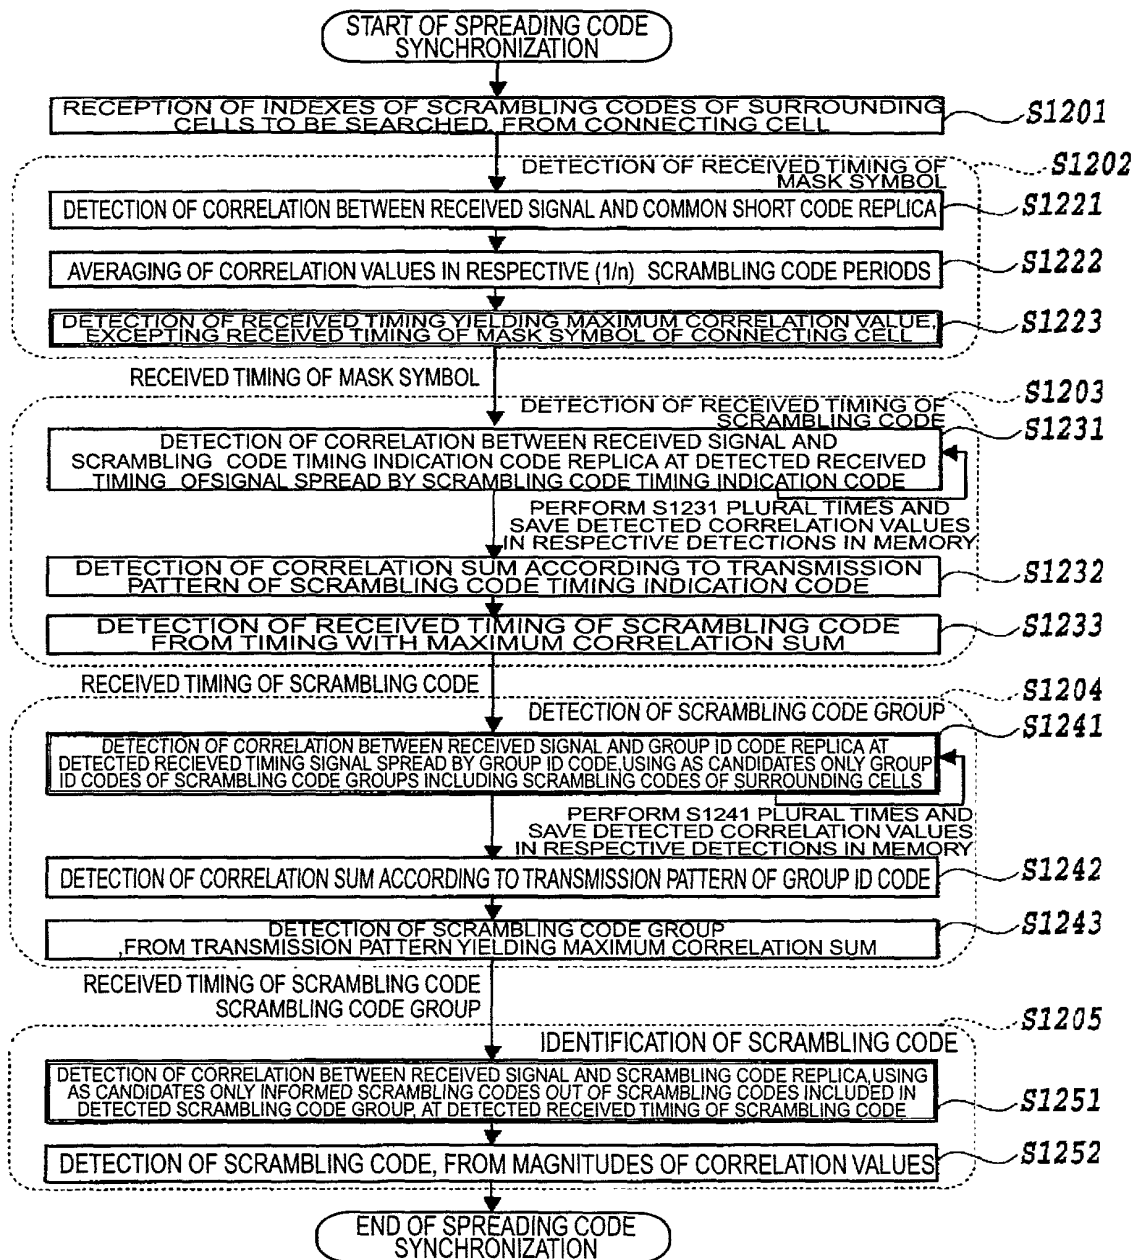 START OF SPREADING CODE
SYNCHRONIZATION
RECEPTION OF INDEXES OF SCRAMBLING CODES OF SURROUNDING
CELLS TO BE SEARCHED, FROM CONNECTING CELL
S1201
DETECTION OF RECEIVED TIMING OF
MASK SYMBOL
S1202
DETECTION OF CORRELATION BETWEEN RECEIVED SIGNAL AND COMMON SHORT CODE REPLICA
S1221
AVERAGING OF CORRELATION VALUES IN RESPECTIVE (1/n) SCRAMBLING CODE PERIODS
S1222
DETECTION OF RECEIVED TIMING YIELDING MAXIMUM CORRELATION VALUE,
EXCEPTING RECEIVED TIMING OF MASK SYMBOL OF CONNECTING CELL
S1223
RECEIVED TIMING OF MASK SYMBOL
S1203
DETECTION OF RECEIVED TIMING OF
SCRAMBLING CODE
S1231
DETECTION OF CORRELATION BETWEEN RECEIVED SIGNAL AND
SCRAMBLING CODE TIMING INDICATION CODE REPLICA AT DETECTED RECEIVED
TIMING OFSIGNAL SPREAD BY SCRAMBLING CODE TIMING INDICATION CODE
PERFORM S1231 PLURAL TIMES AND
SAVE DETECTED CORRELATION VALUES
IN RESPECTIVE DETECTIONS IN MEMORY
DETECTION OF CORRELATION SUM ACCORDING TO TRANSMISSION
PATTERN OF SCRAMBLING CODE TIMING INDICATION CODE
S1232
DETECTION OF RECEIVED TIMING OF SCRAMBLING CODE
FROM TIMING WITH MAXIMUM CORRELATION SUM
S1233
RECEIVED TIMING OF SCRAMBLING CODE
S1204
DETECTION OF SCRAMBLING CODE GROUP
S1241
DETECTION OF CORRELATION BETWEEN RECEIVED SIGNAL AND GROUP ID CODE REPLICA AT
DETECTED RECIEVED TIMING SIGNAL SPREAD BY GROUP ID CODE,USING AS CANDIDATES ONLY GROUP
ID CODES OF SCRAMBLING CODE GROUPS INCLUDING SCRAMBLING CODES OF SURROUNDING CELLS
PERFORM S1241 PLURAL TIMES AND
SAVE DETECTED CORRELATION VALUES
IN RESPECTIVE DETECTIONS IN MEMORY
DETECTION OF CORRELATION SUM ACCORDING TO TRANSMISSION PATTERN OF GROUP ID CODE
S1242
DETECTION OF SCRAMBLING CODE GROUP
,FROM TRANSMISSION PATTERN YIELDING MAXIMUM CORRELATION SUM
S1243
RECEIVED TIMING OF SCRAMBLING CODE
SCRAMBLING CODE GROUP
S1205
IDENTIFICATION OF SCRAMBLING CODE
DETECTION OF CORRELATION BETWEEN RECEIVED SIGNAL AND SCRAMBLING CODE REPLICA,USING
AS CANDIDATES ONLY INFORMED SCRAMBLING CODES OUT OF SCRAMBLING CODES INCLUDED IN
DETECTED SCRAMBLING CODE GROUP, AT DETECTED RECEIVED TIMING OF SCRAMBLING CODE
S1251
DETECTION OF SCRAMBLING CODE, FROM MAGNITUDES OF CORRELATION VALUES
S1252
END OF SPREADING CODE
SYNCHRONIZATION